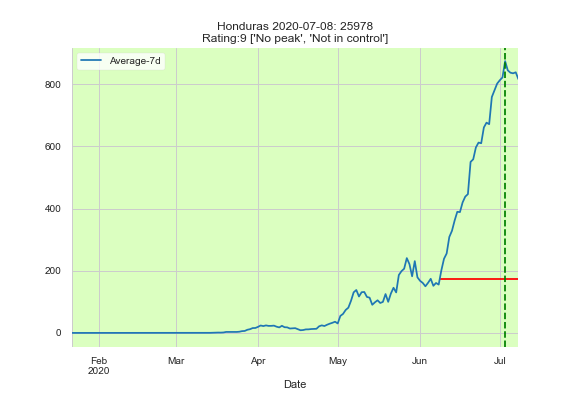 Honduras 2020-07-08: 25978
Rating:9 ['No peak', 'Not in control']
Average-7d
800
600
400
200
0
Feb Mar Apr May Jun Jul
2020
Date